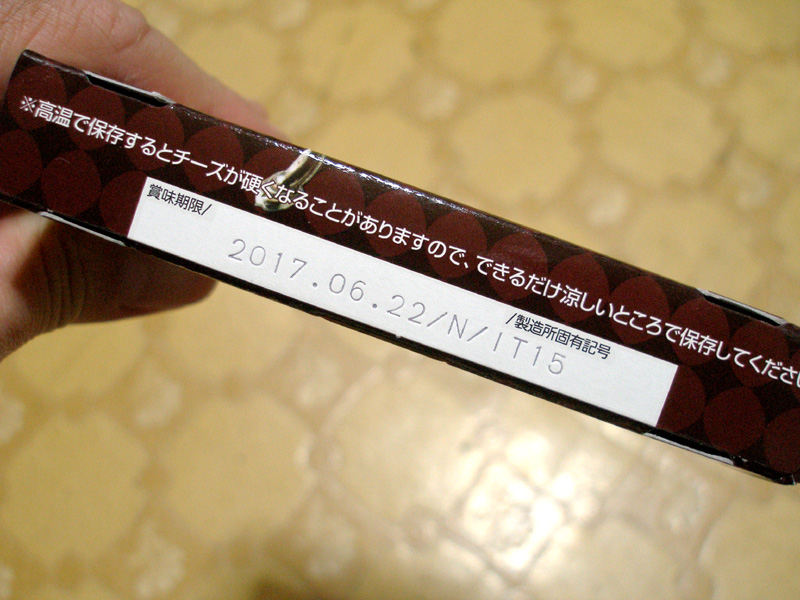 ※高温で保存するとチーズが硬くなることがありますので、できるだけ涼しいところで保存してくださ
賞味期限/
2017.06.22/N/IT15
/製造所固有記号